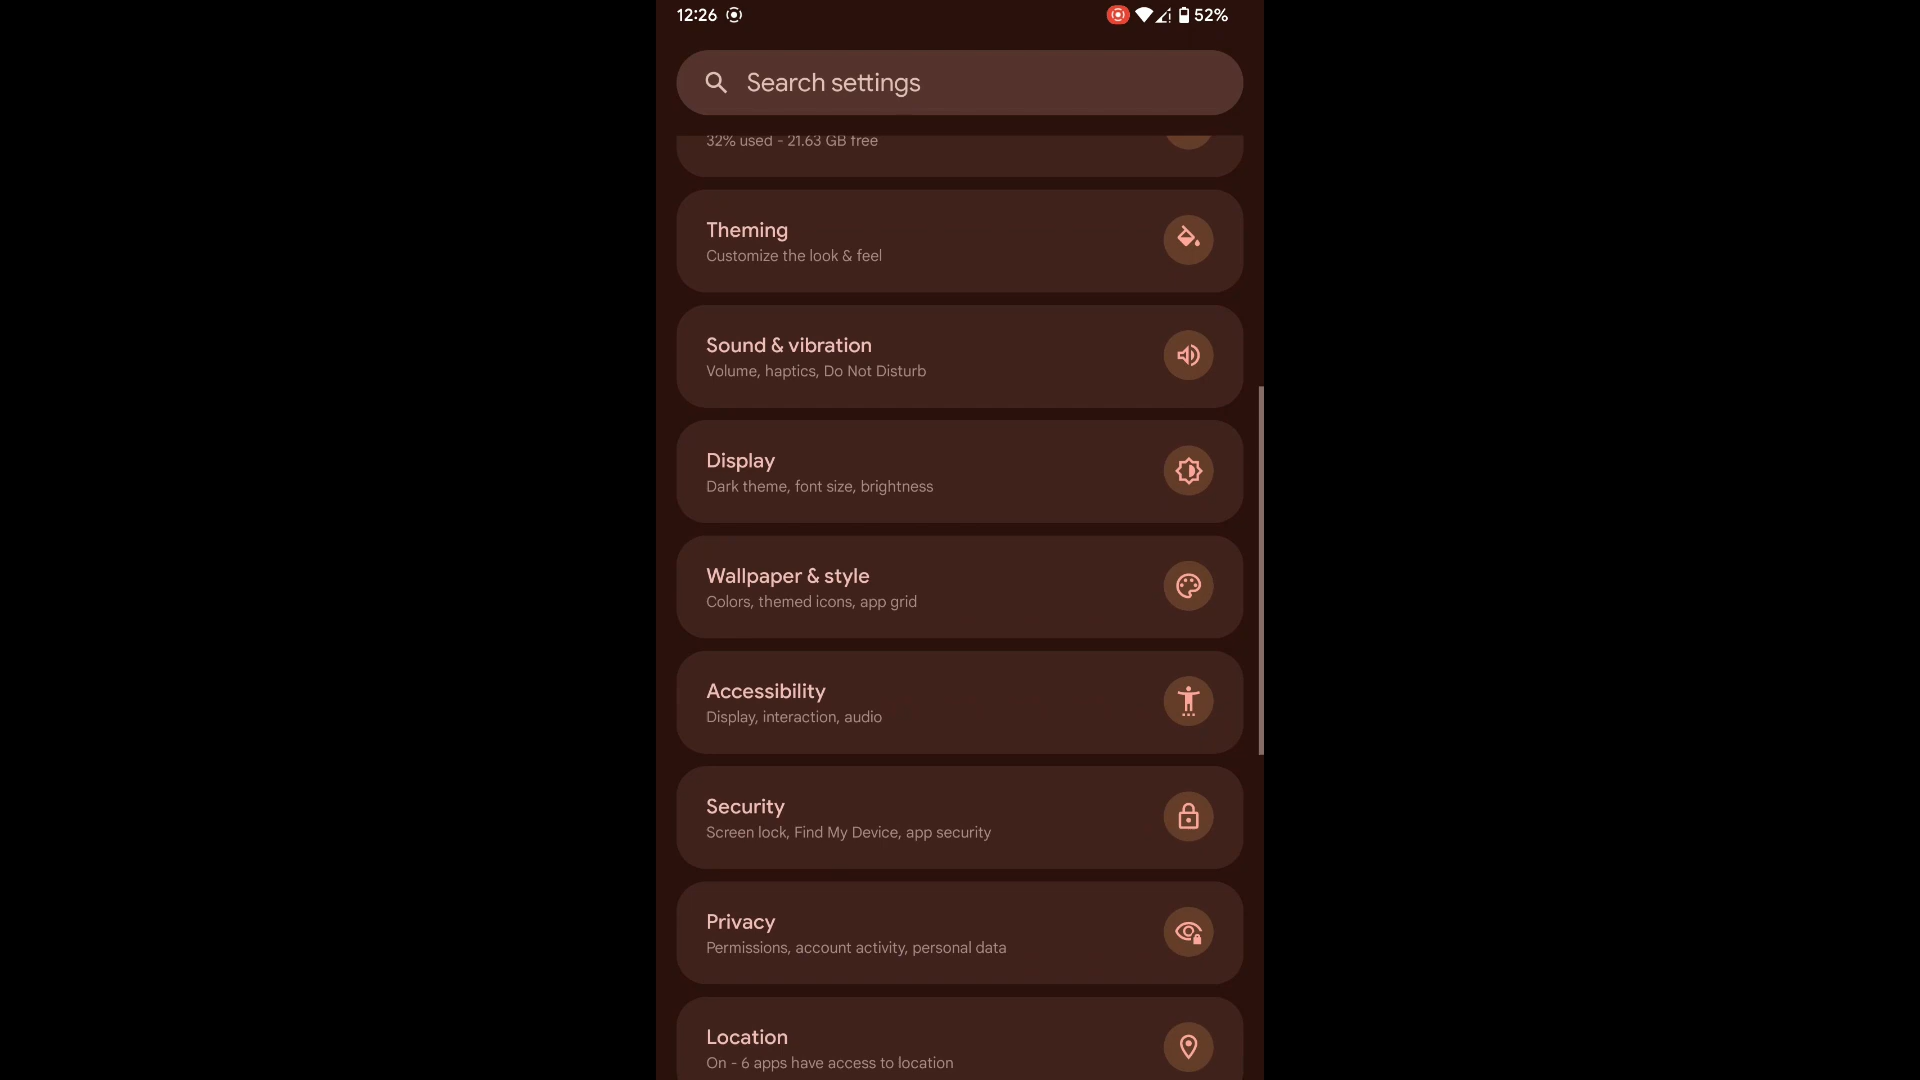 12:26 52%
Search settings
32% used - 21.63 GB free
Theming
Customize the look & feel
Sound & vibration
Volume, haptics, Do Not Disturb
Display
Dark theme, font size, brightness
Wallpaper & style
Colors, themed icons, app grid
Accessibility
Display, interaction, audio
Security
Screen lock, Find My Device, app security
Privacy
Permissions, account activity, personal data
Location
On - 6 apps have access to location